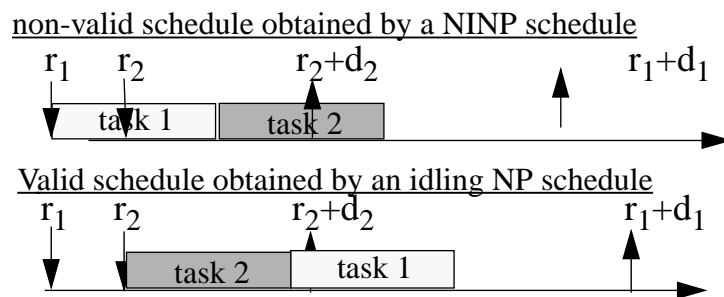 non-valid schedule obtained by a NINP schedule
r1 r2 r2+d2 r1+d1
task 1 task 2
Valid schedule obtained by an idling NP schedule
r1 r2 r2+d2 r1+d1
task 2 task 1